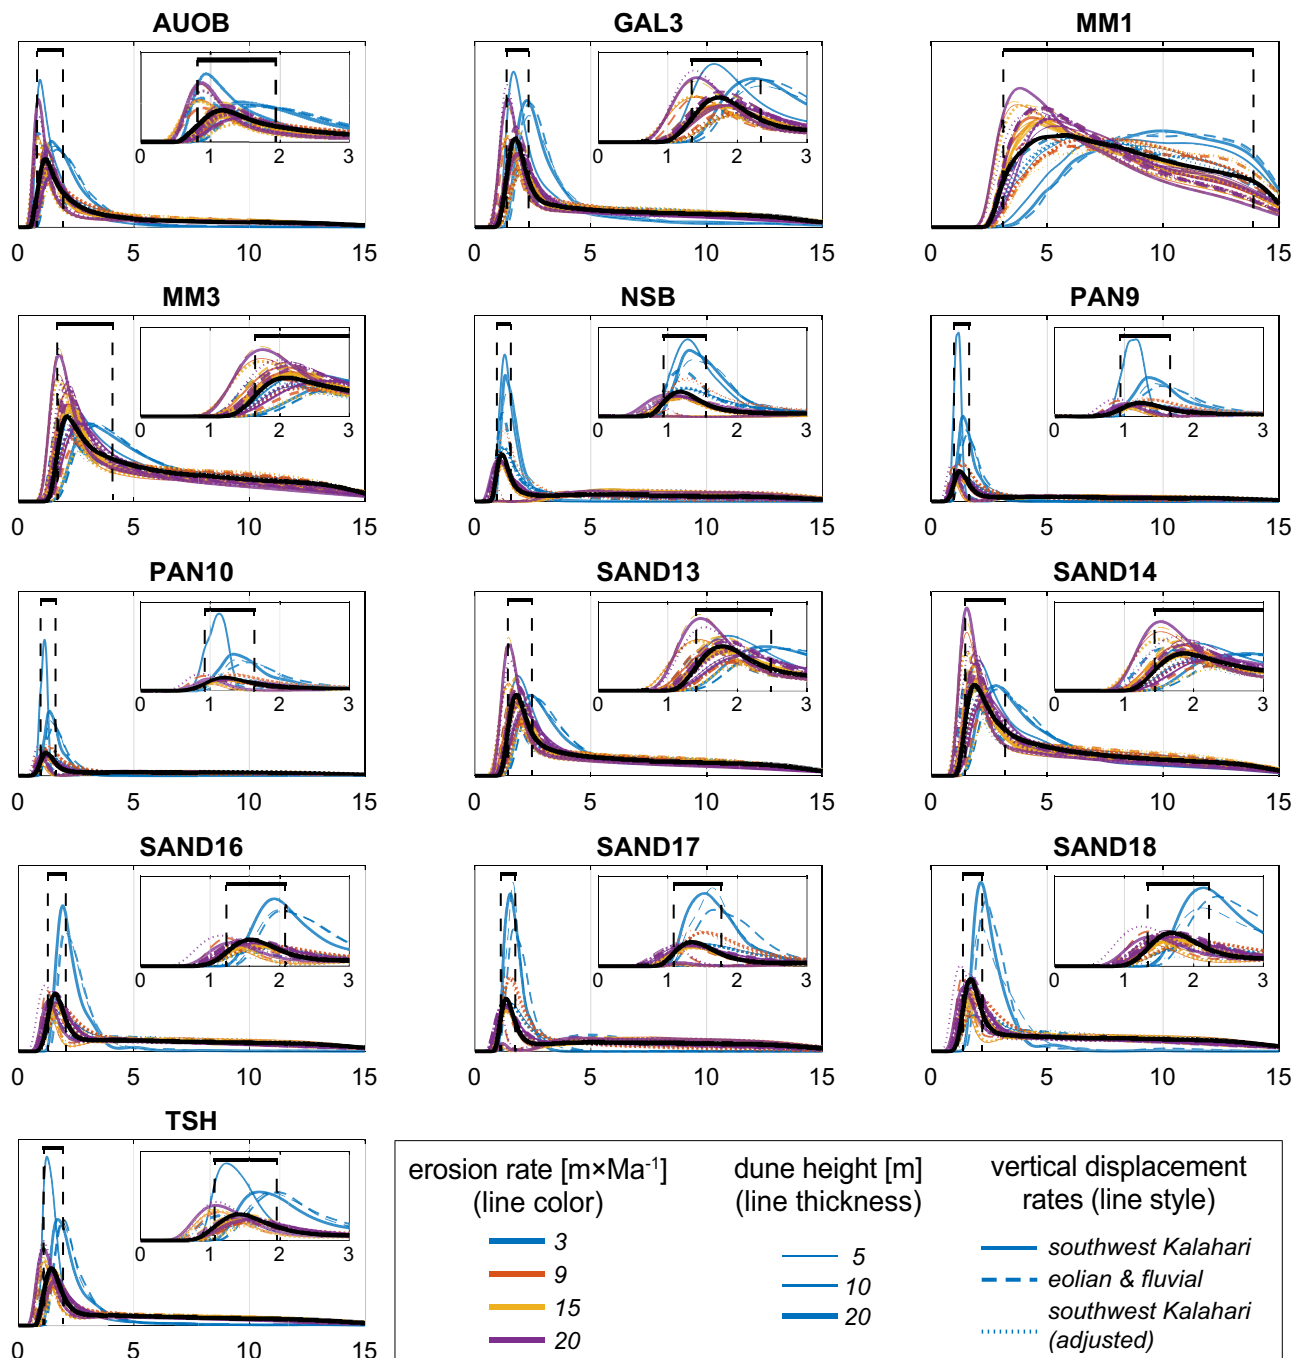 AUOB
GAL3
MM1
0 1 2 3
0 1 2 3
0 5 10 15
0 5 10 15
0 5 10 15
MM3
NSB
PAN9
0 1 2 3
0 1 2 3
0 1 2 3
0 5 10 15
0 5 10 15
0 5 10 15
PAN10
SAND13
SAND14
0 1 2 3
0 1 2 3
0 1 2 3
0 5 10 15
0 5 10 15
0 5 10 15
SAND16
SAND17
SAND18
0 1 2 3
0 1 2 3
0 1 2 3
0 5 10 15
0 5 10 15
0 5 10 15
TSH
0 1 2 3
0 5 10 15
erosion rate [m×Ma⁻¹]
(line color)
3
9
15
20
dune height [m]
(line thickness)
5
10
20
vertical displacement
rates (line style)
southwest Kalahari
eolian & fluvial
southwest Kalahari
(adjusted)